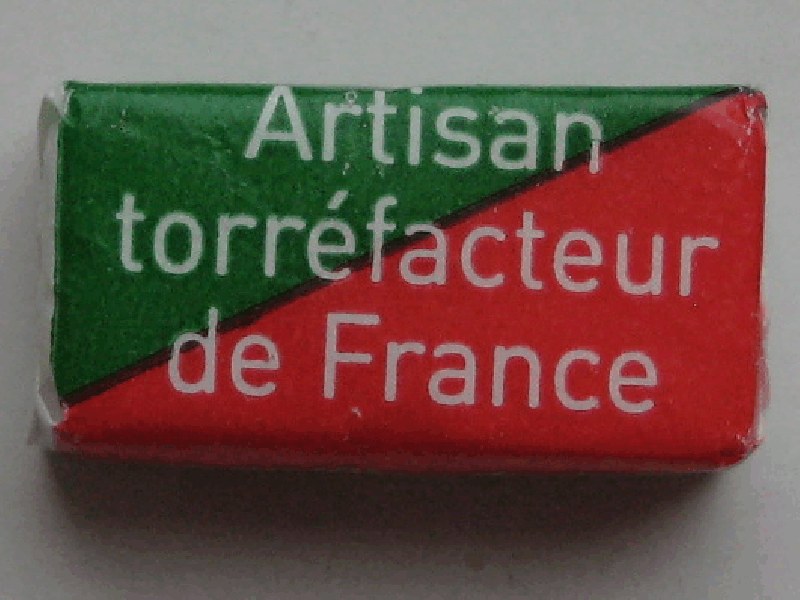 Artisan
torréfacteur
de France